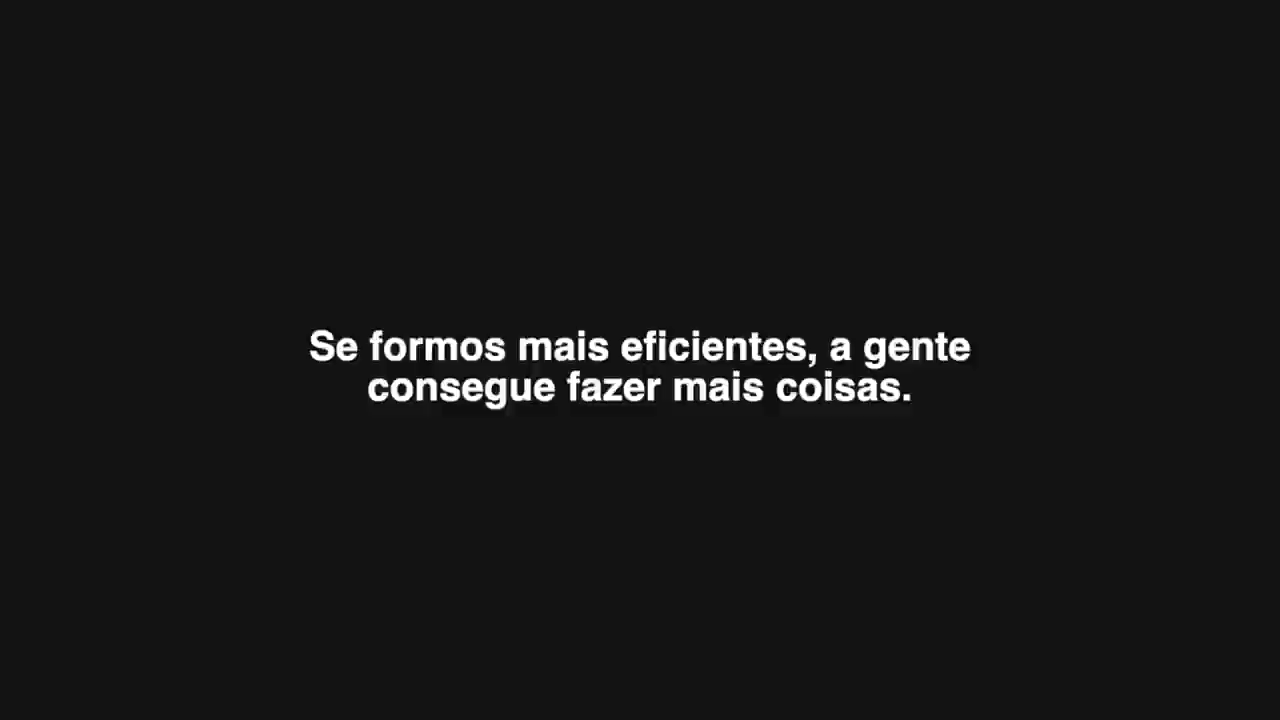 Se formos mais eficientes, a gente
consegue fazer mais coisas.